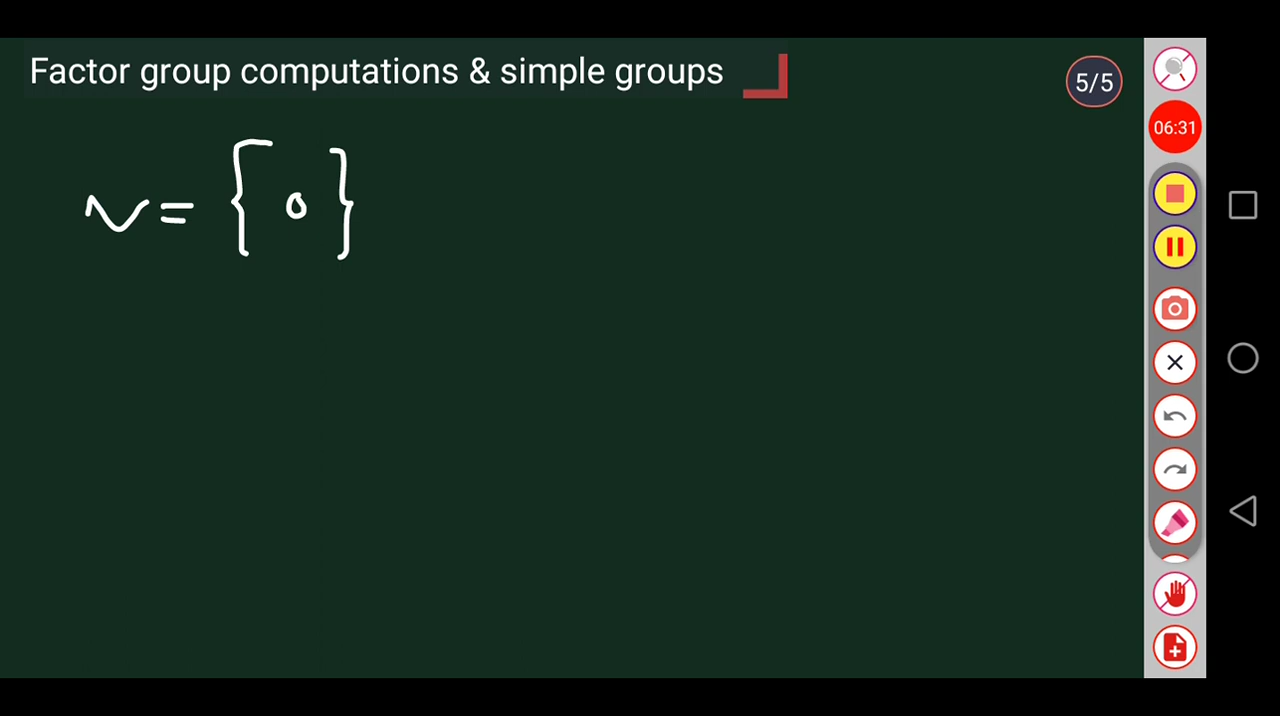 Factor group computations & simple groups
5/5
06:31
N = { 0 }